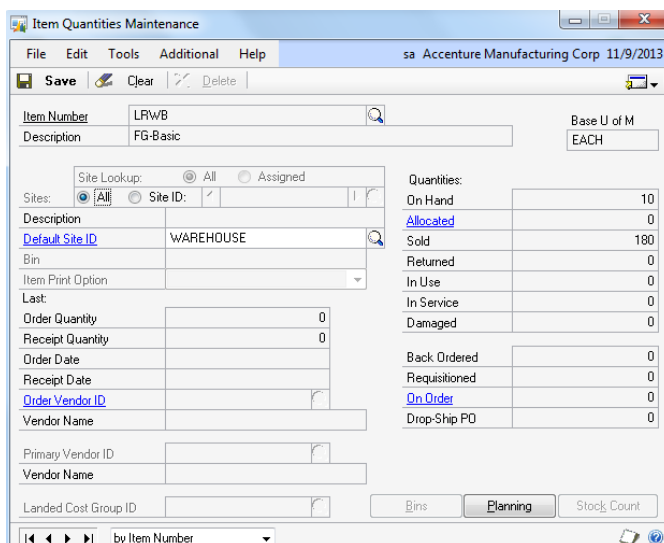 Item Quantities Maintenance
File Edit Tools Additional Help sa Accenture Manufacturing Corp 11/9/2013
Save Clear Delete
Item Number LRWB Base U of M
Description FG-Basic EACH
Site Lookup: All Assigned Quantities:
Sites: All Site ID: On Hand 10
Description Allocated 0
Default Site ID WAREHOUSE Sold 180
Bin Returned 0
Item Print Option In Use 0
Last: In Service 0
Order Quantity 0 Damaged 0
Receipt Quantity 0
Order Date Back Ordered 0
Receipt Date Requisitioned 0
Order Vendor ID On Order 0
Vendor Name Drop-Ship PO 0
Primary Vendor ID
Vendor Name
Landed Cost Group ID Bins Planning Stock Count
by Item Number